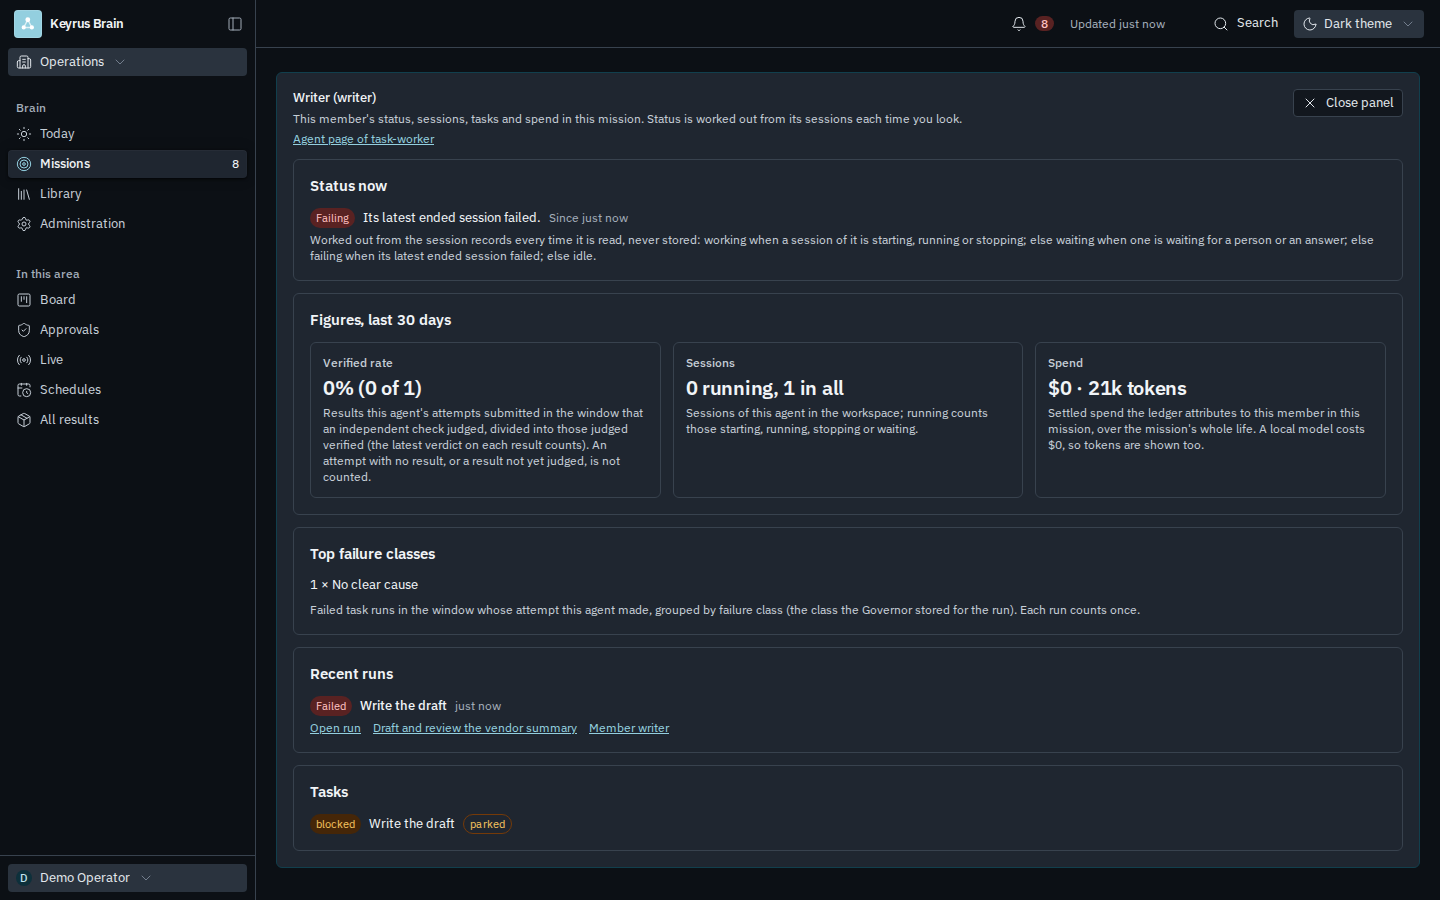 Keyrus Brain
Operations
Brain
Today
Missions 8
Library
Administration
In this area
Board
Approvals
Live
Schedules
All results
D Demo Operator
8 Updated just now Search Dark theme
Writer (writer)
Close panel
This member's status, sessions, tasks and spend in this mission. Status is worked out from its sessions each time you look.
Agent page of task-worker
Status now
Failing Its latest ended session failed. Since just now
Worked out from the session records every time it is read, never stored: working when a session of it is starting, running or stopping; else waiting when one is waiting for a person or an answer; else
failing when its latest ended session failed; else idle.
Figures, last 30 days
Verified rate
0% (0 of 1)
Results this agent's attempts submitted in the window that
an independent check judged, divided into those judged
verified (the latest verdict on each result counts). An
attempt with no result, or a result not yet judged, is not
counted.
Sessions
0 running, 1 in all
Sessions of this agent in the workspace; running counts
those starting, running, stopping or waiting.
Spend
$0 · 21k tokens
Settled spend the ledger attributes to this member in this
mission, over the mission's whole life. A local model costs
$0, so tokens are shown too.
Top failure classes
1 × No clear cause
Failed task runs in the window whose attempt this agent made, grouped by failure class (the class the Governor stored for the run). Each run counts once.
Recent runs
Failed Write the draft just now
Open run Draft and review the vendor summary Member writer
Tasks
blocked Write the draft parked